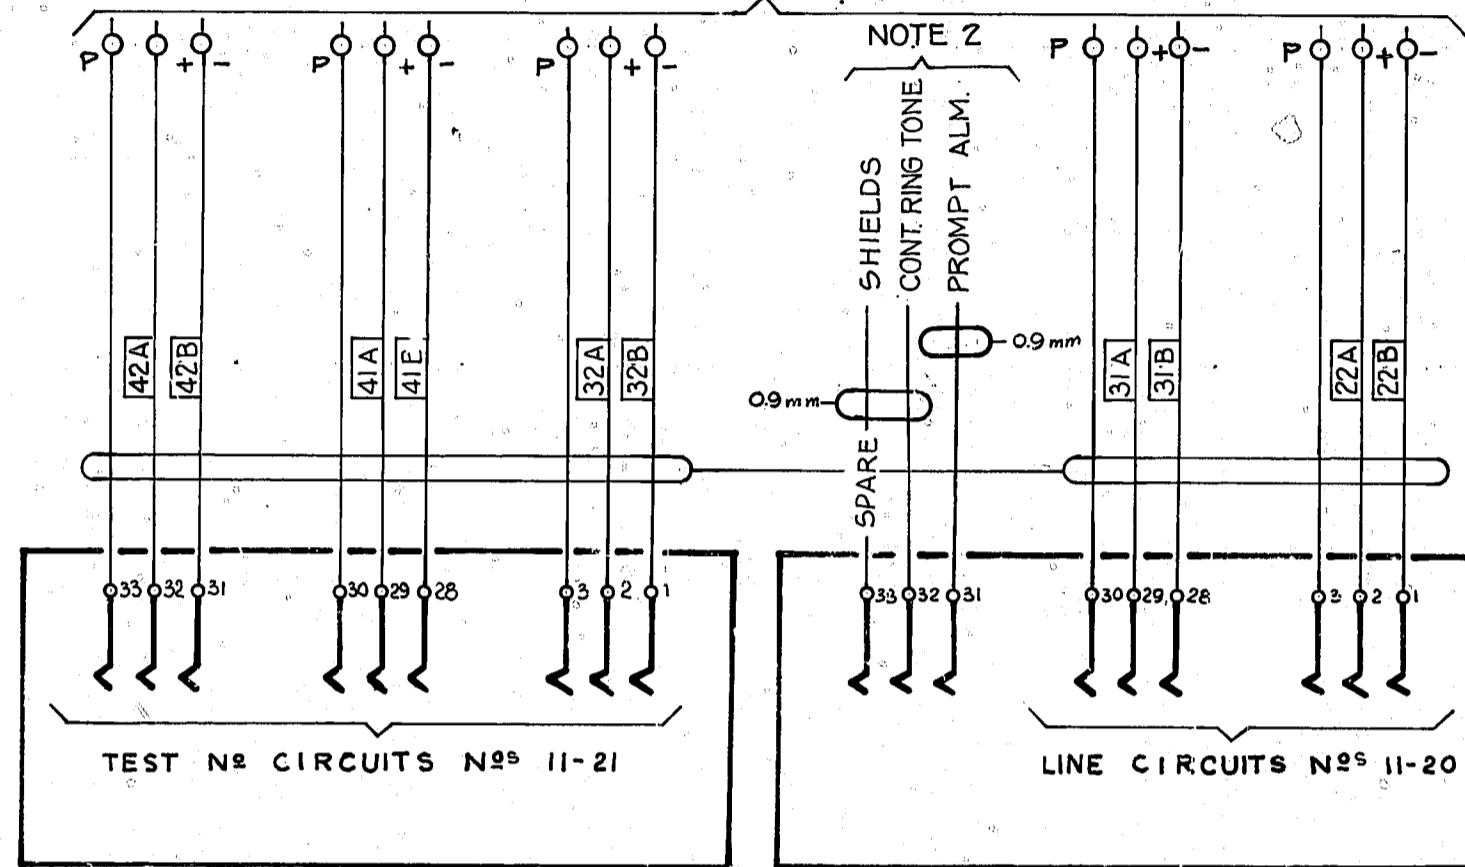 NOTE 2
P + -
P + -
P + -
P + -
P + -
SHIELDS
CONT. RING TONE
PROMPT ALM.
0.9 mm
0.9 mm
42A 42B
41A 41E
32A 32B
31A 31B
22A 22B
SPARE
33 32 31
30 29 28
3 2 1
33 32 31
30 29 28
3 2 1
TEST Nº CIRCUITS Nºs 11-21
LINE CIRCUITS Nºs 11-20